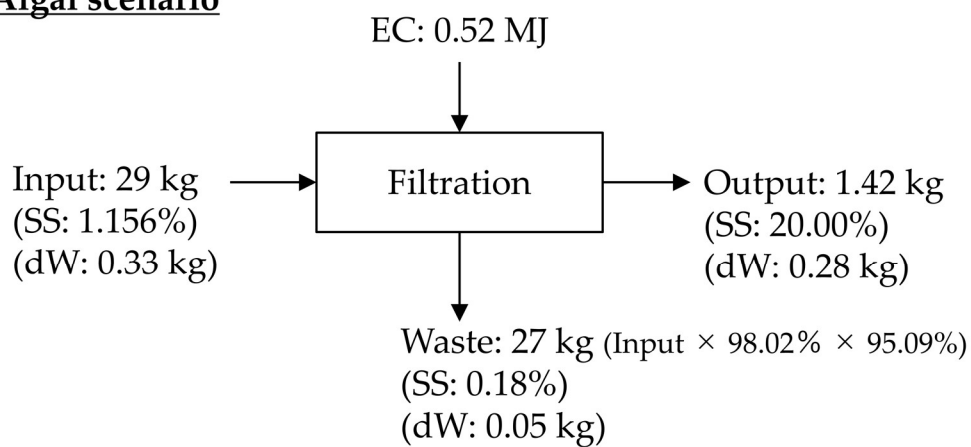 Algal scenario
EC: 0.52 MJ
Input: 29 kg
(SS: 1.156%)
(dW: 0.33 kg)
Filtration
Output: 1.42 kg
(SS: 20.00%)
(dW: 0.28 kg)
Waste: 27 kg (Input × 98.02% × 95.09%)
(SS: 0.18%)
(dW: 0.05 kg)